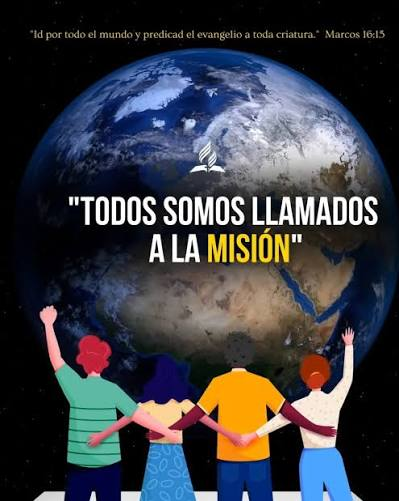 "Id por todo el mundo y predicad el evangelio a toda criatura." Marcos 16:15
"TODOS SOMOS LLAMADOS
A LA MISIÓN"